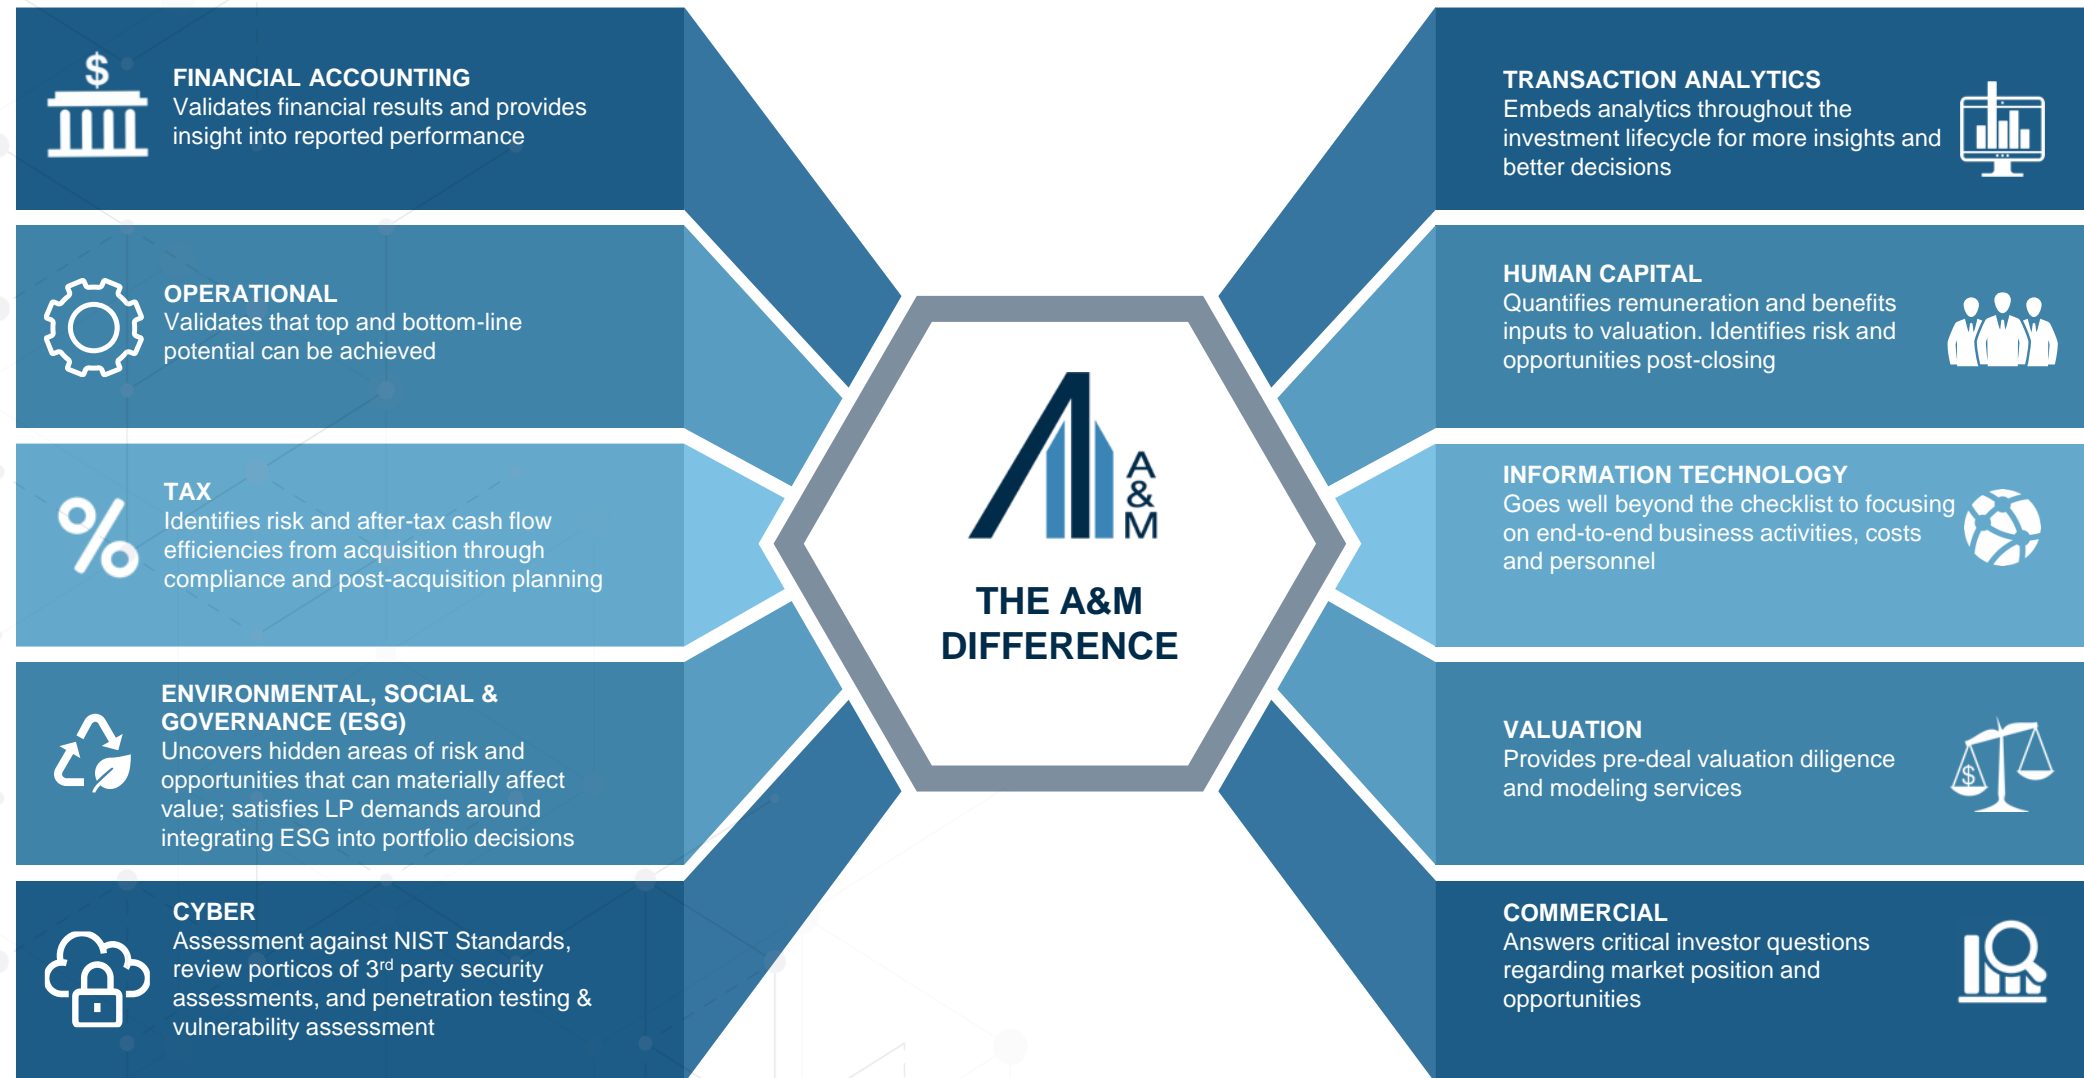 $
FINANCIAL ACCOUNTING
Validates financial results and provides
insight into reported performance
OPERATIONAL
Validates that top and bottom-line
potential can be achieved
%
TAX
Identifies risk and after-tax cash flow
efficiencies from acquisition through
compliance and post-acquisition planning
ENVIRONMENTAL, SOCIAL &
GOVERNANCE (ESG)
Uncovers hidden areas of risk and
opportunities that can materially affect
value; satisfies LP demands around
integrating ESG into portfolio decisions
CYBER
Assessment against NIST Standards,
review porticos of 3rd party security
assessments, and penetration testing &
vulnerability assessment
A
&
M
THE A&M
DIFFERENCE
TRANSACTION ANALYTICS
Embeds analytics throughout the
investment lifecycle for more insights and
better decisions
HUMAN CAPITAL
Quantifies remuneration and benefits
inputs to valuation. Identifies risk and
opportunities post-closing
INFORMATION TECHNOLOGY
Goes well beyond the checklist to focusing
on end-to-end business activities, costs
and personnel
VALUATION
Provides pre-deal valuation diligence
and modeling services
$
COMMERCIAL
Answers critical investor questions
regarding market position and
opportunities